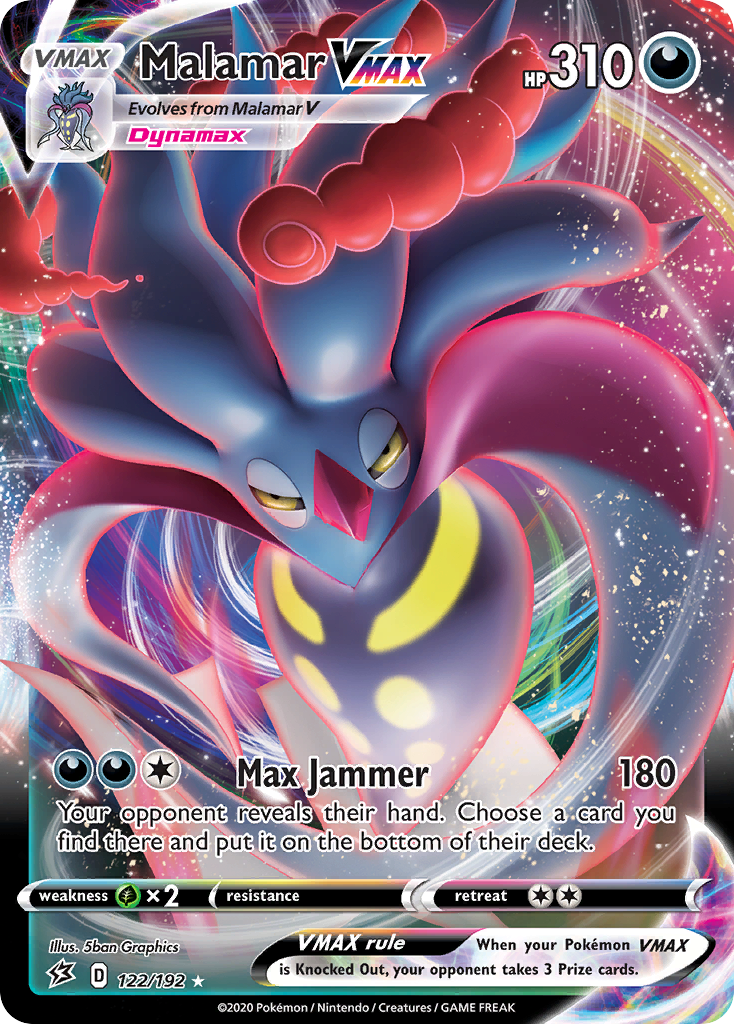 VMAX
Malamar VMAX
HP310
Evolves from Malamar V
Dynamax
Max Jammer 180
Your opponent reveals their hand. Choose a card you
find there and put it on the bottom of their deck.
weakness ×2 resistance retreat
Illus. 5ban Graphics
VMAX rule When your Pokémon VMAX
is Knocked Out, your opponent takes 3 Prize cards.
D 122/192 ★
©2020 Pokémon / Nintendo / Creatures / GAME FREAK